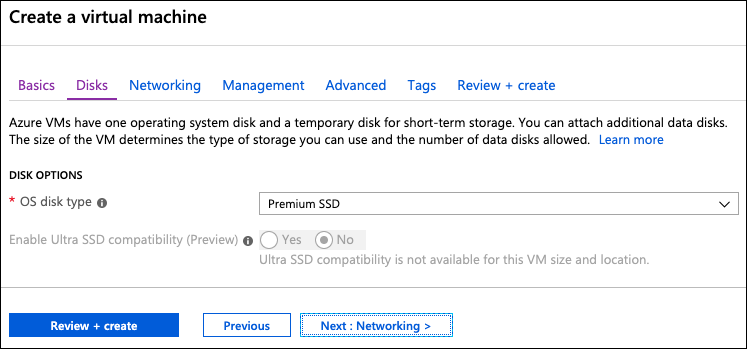 Create a virtual machine
Basics Disks Networking Management Advanced Tags Review + create
Azure VMs have one operating system disk and a temporary disk for short-term storage. You can attach additional data disks.
The size of the VM determines the type of storage you can use and the number of data disks allowed. Learn more
DISK OPTIONS
* OS disk type Premium SSD
Enable Ultra SSD compatibility (Preview) Yes No
Ultra SSD compatibility is not available for this VM size and location.
Review + create Previous Next : Networking >